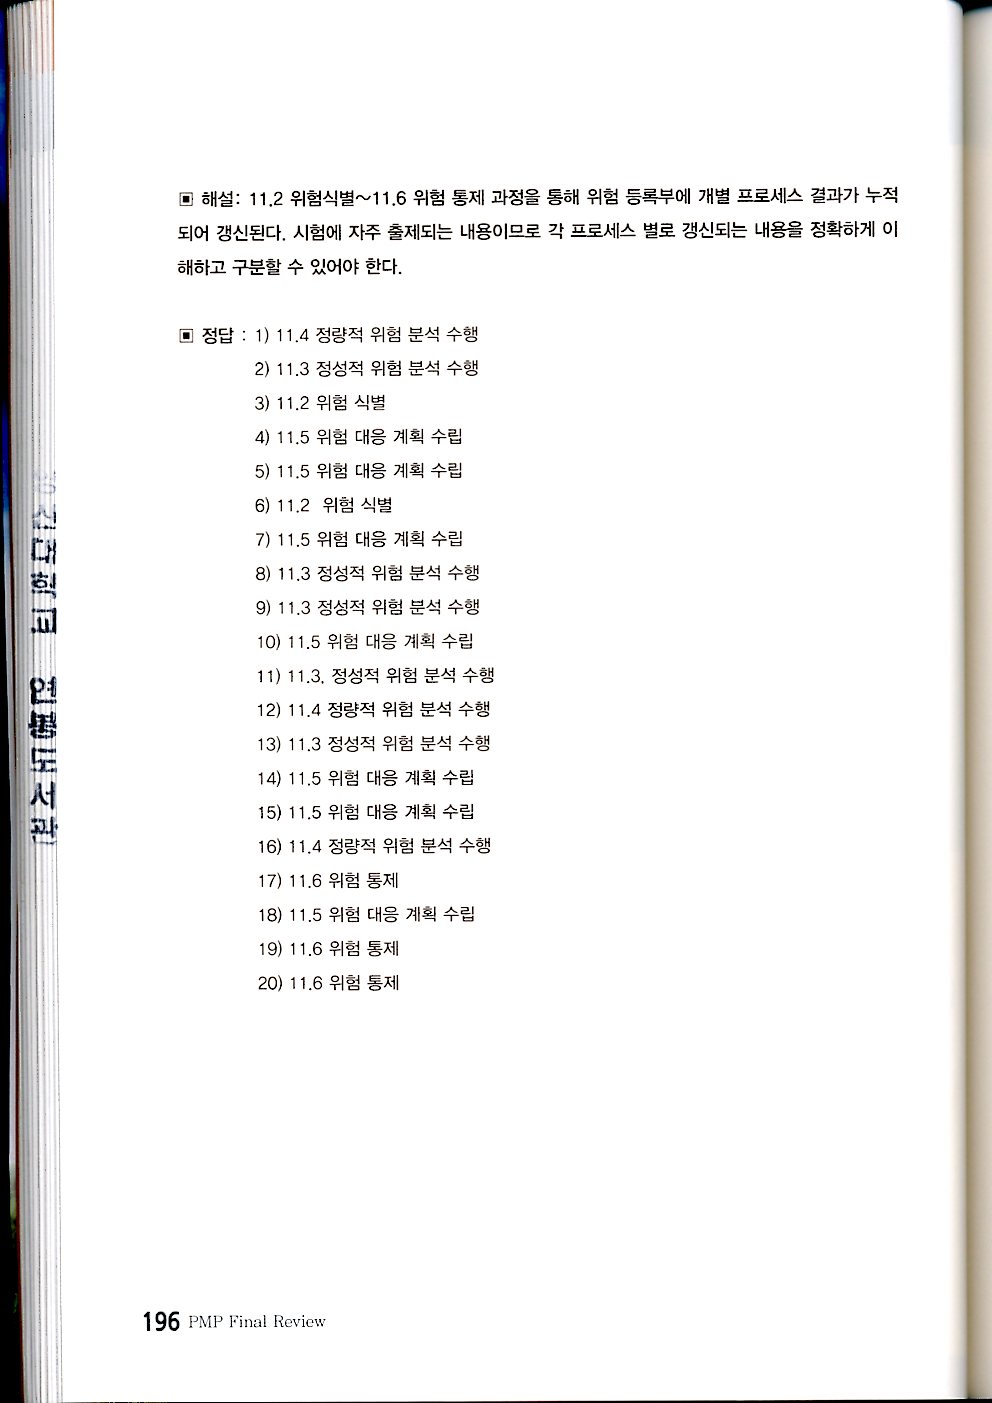 ▣ 해설: 11.2 위험식별~11.6 위험 통제 과정을 통해 위험 등록부에 개별 프로세스 결과가 누적
되어 갱신된다. 시험에 자주 출제되는 내용이므로 각 프로세스 별로 갱신되는 내용을 정확하게 이
해하고 구분할 수 있어야 한다.
▣ 정답 : 1) 11.4 정량적 위험 분석 수행
2) 11.3 정성적 위험 분석 수행
3) 11.2 위험 식별
4) 11.5 위험 대응 계획 수립
5) 11.5 위험 대응 계획 수립
6) 11.2 위험 식별
7) 11.5 위험 대응 계획 수립
8) 11.3 정성적 위험 분석 수행
9) 11.3 정성적 위험 분석 수행
10) 11.5 위험 대응 계획 수립
11) 11.3, 정성적 위험 분석 수행
12) 11.4 정량적 위험 분석 수행
13) 11.3 정성적 위험 분석 수행
14) 11.5 위험 대응 계획 수립
15) 11.5 위험 대응 계획 수립
16) 11.4 정량적 위험 분석 수행
17) 11.6 위험 통제
18) 11.5 위험 대응 계획 수립
19) 11.6 위험 통제
20) 11.6 위험 통제
196 PMP Final Review